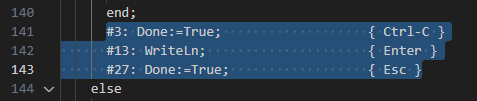 140 end;
141 #3: Done:=True; { Ctrl-C }
142 #13: WriteLn; { Enter }
143 #27: Done:=True; { Esc }
144 else